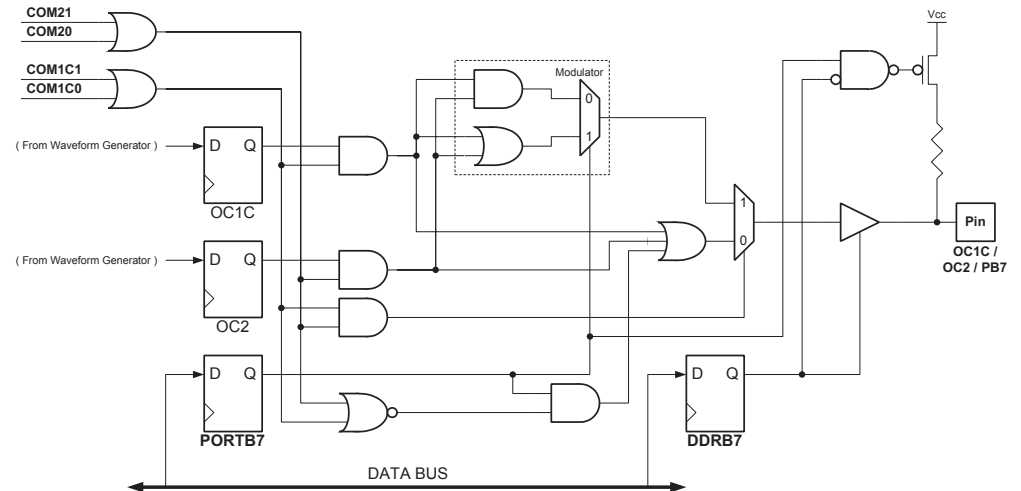 COM21
COM20
Vcc
COM1C1
COM1C0
Modulator
0
1
( From Waveform Generator )
D Q
OC1C
1
0
Pin
OC1C /
OC2 / PB7
( From Waveform Generator )
D Q
OC2
D Q
PORTB7
D Q
DDRB7
DATA BUS